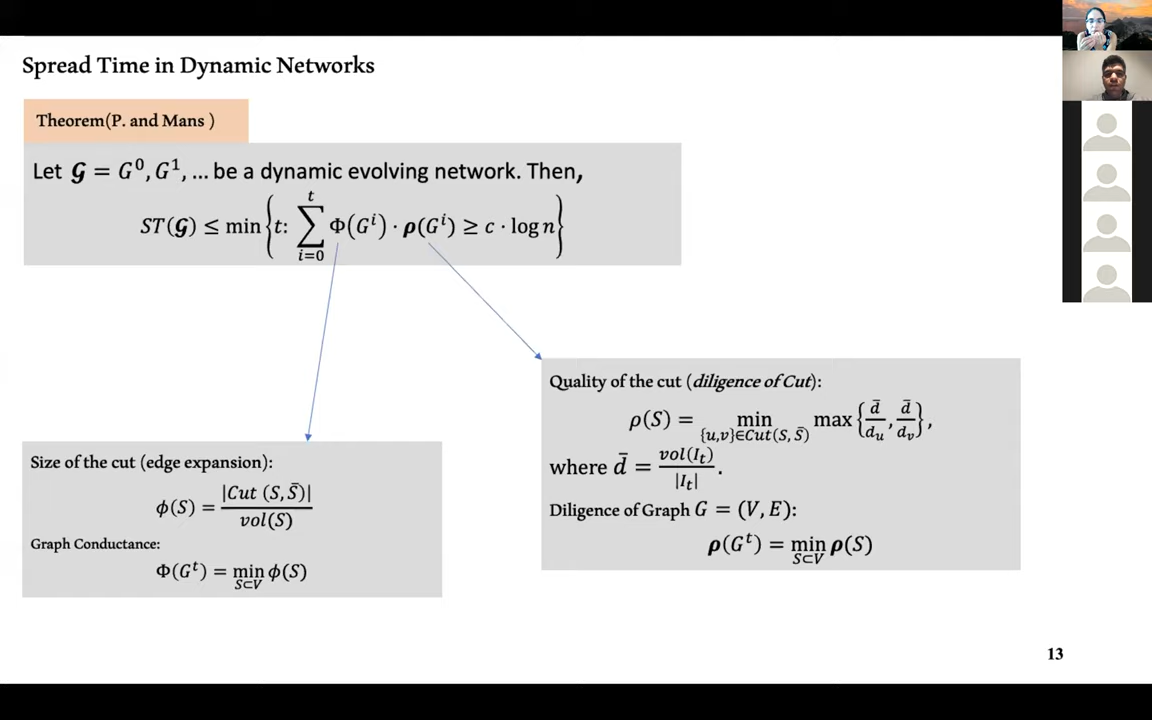 Spread Time in Dynamic Networks
Theorem(P. and Mans )
Let 𝓖 = G⁰, G¹, ... be a dynamic evolving network. Then,
ST(𝓖) ≤ min{t: ∑_{i=0}^{t} Φ(Gⁱ) · ρ(Gⁱ) ≥ c · log n}
Size of the cut (edge expansion):
ϕ(S) = |Cut (S, S̄)| / vol(S)
Graph Conductance:
Φ(Gᵗ) = min_{S⊂V} ϕ(S)
Quality of the cut (diligence of Cut):
ρ(S) = min_{{u,v}∈Cut(S, S̄)} max{d̄/d_u, d̄/d_v},
where d̄ = vol(I_t)/|I_t|.
Diligence of Graph G = (V, E):
ρ(Gᵗ) = min_{S⊂V} ρ(S)
13